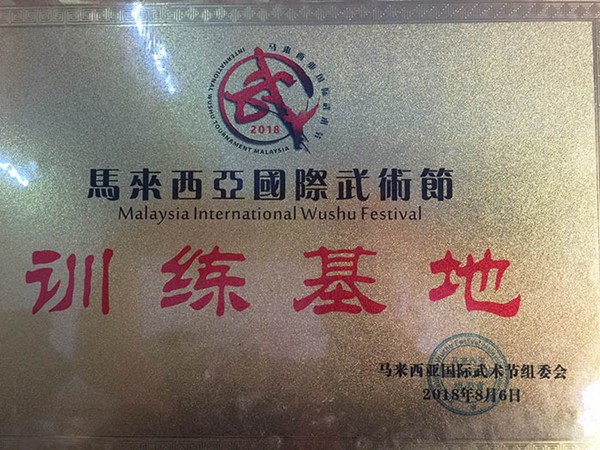 马来西亚国际武术节
INTERNATIONAL WUSHU TOURNAMENT MALAYSIA
武
2018
馬來西亞國際武術節
Malaysia International Wushu Festival
训练基地
马来西亚国际武术节组委会
2018年8月6日